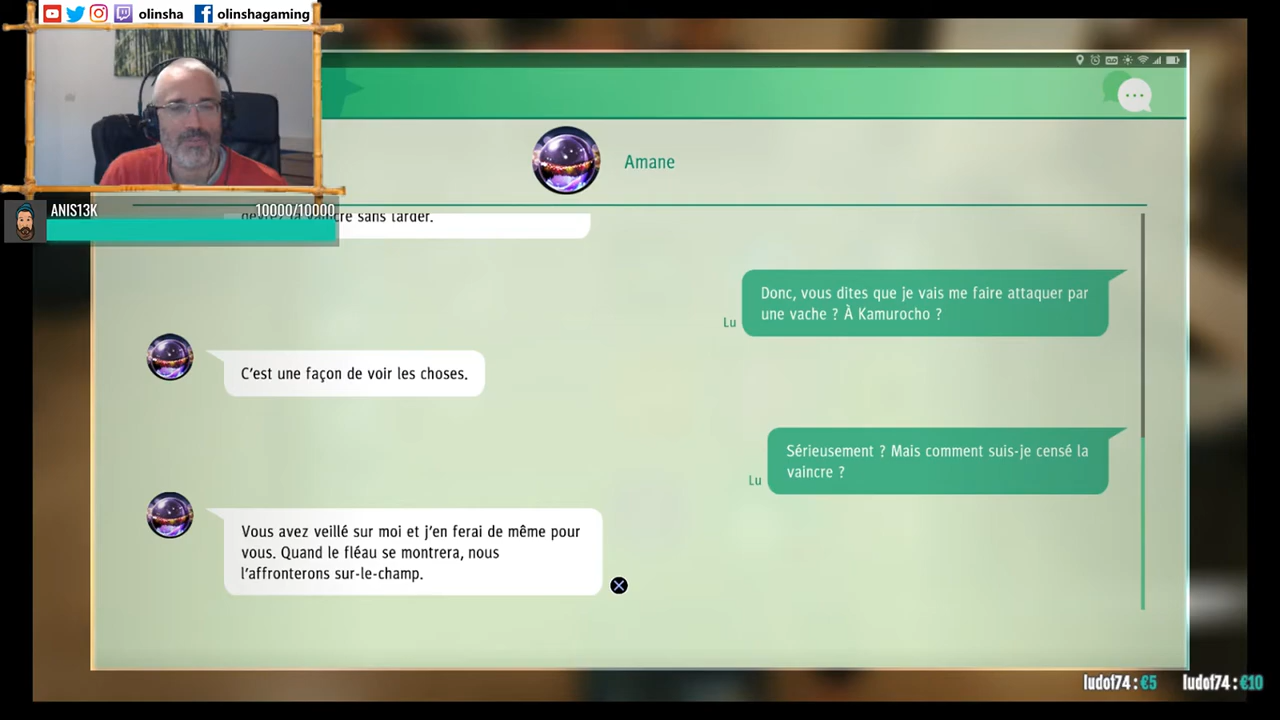 olinsha olinshagaming
Amane
ANIS13K 10000/10000
sans tarder.
Donc, vous dites que je vais me faire attaquer par
une vache ? À Kamurocho ?
Lu
C'est une façon de voir les choses.
Sérieusement ? Mais comment suis-je censé la
vaincre ?
Lu
Vous avez veillé sur moi et j'en ferai de même pour
vous. Quand le fléau se montrera, nous
l'affronterons sur-le-champ.
ludo174 : €5 ludo174 : €10